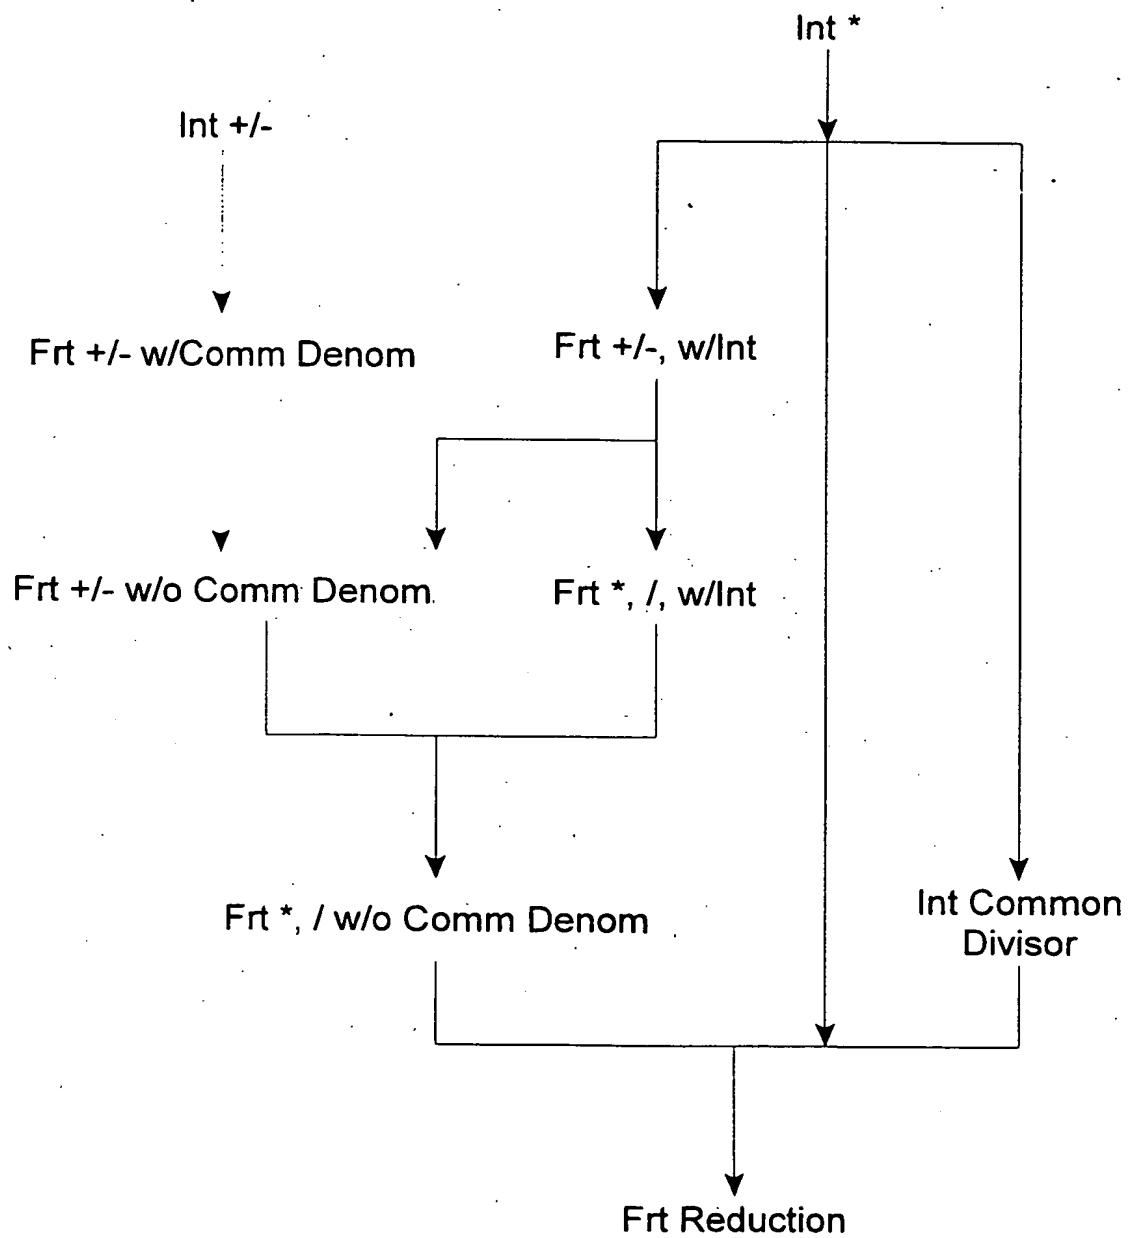 Int *
Int +/-
Frt +/- w/Comm Denom
Frt +/-, w/Int
Frt +/- w/o Comm Denom
Frt *, /, w/Int
Frt *, / w/o Comm Denom
Int Common
Divisor
Frt Reduction